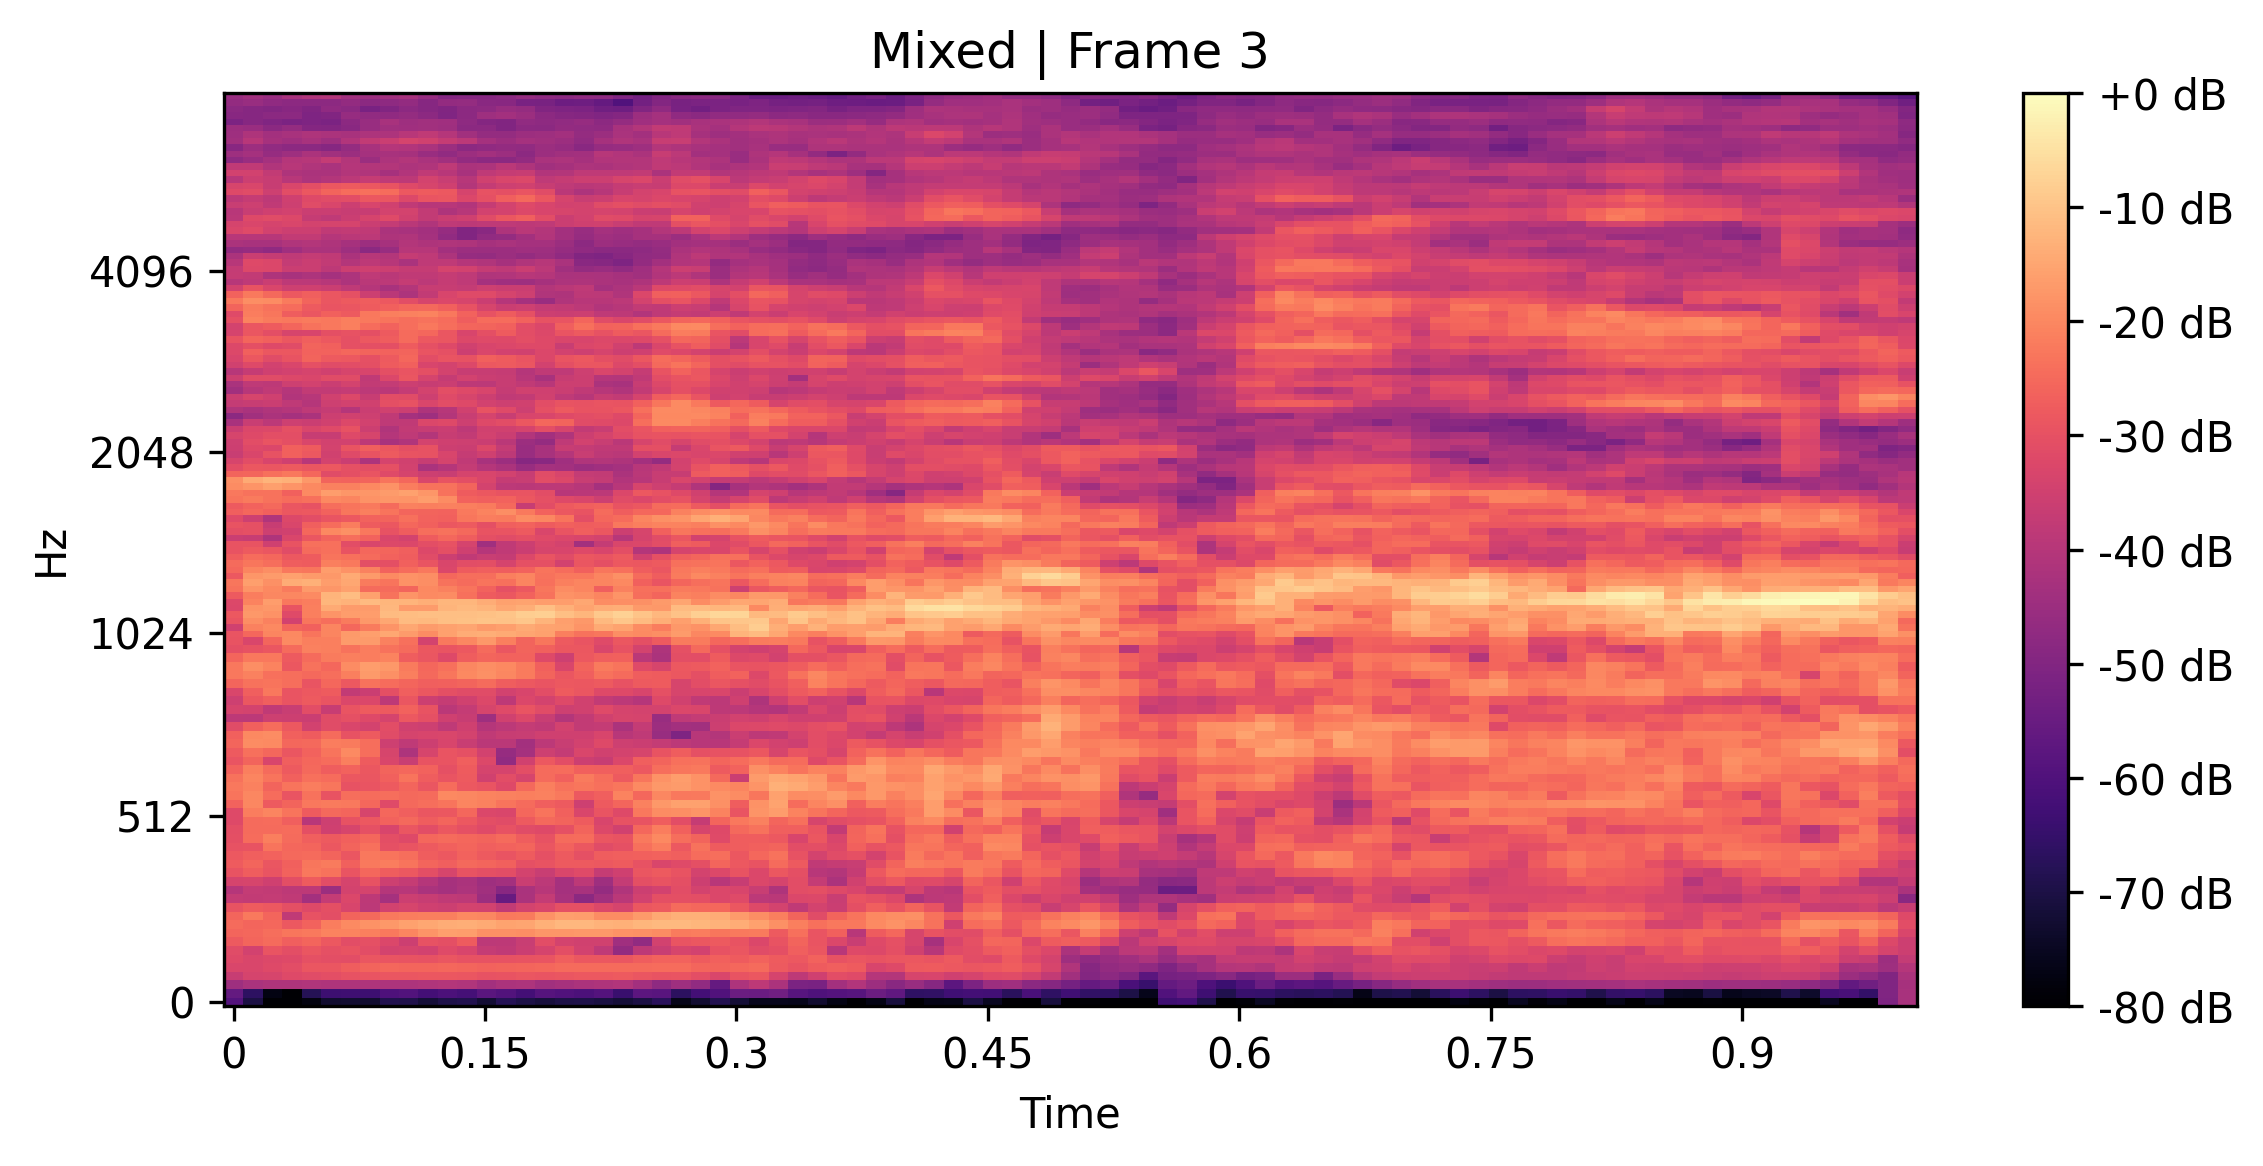 Mixed | Frame 3
+0 dB
-10 dB
-20 dB
-30 dB
-40 dB
-50 dB
-60 dB
-70 dB
-80 dB
4096
2048
1024
512
0
Hz
0 0.15 0.3 0.45 0.6 0.75 0.9
Time